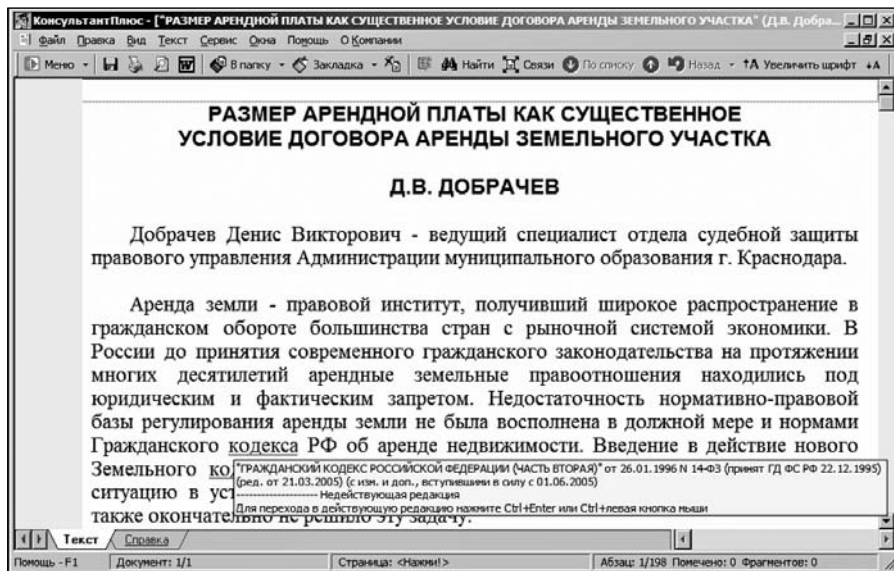 КонсультантПлюс - ["РАЗМЕР АРЕНДНОЙ ПЛАТЫ КАК СУЩЕСТВЕННОЕ УСЛОВИЕ ДОГОВОРА АРЕНДЫ ЗЕМЕЛЬНОГО УЧАСТКА" (Д.В. Добра...
Файл Правка Вид Текст Сервис Окна Помощь О Компании
Меню В папку Закладка Найти Связи По списку Назад Увеличить шрифт
РАЗМЕР АРЕНДНОЙ ПЛАТЫ КАК СУЩЕСТВЕННОЕ
УСЛОВИЕ ДОГОВОРА АРЕНДЫ ЗЕМЕЛЬНОГО УЧАСТКА
Д.В. ДОБРАЧЕВ
Добрачев Денис Викторович - ведущий специалист отдела судебной защиты
правового управления Администрации муниципального образования г. Краснодара.
Аренда земли - правовой институт, получивший широкое распространение в
гражданском обороте большинства стран с рыночной системой экономики. В
России до принятия современного гражданского законодательства на протяжении
многих десятилетий арендные земельные правоотношения находились под
юридическим и фактическим запретом. Недостаточность нормативно-правовой
базы регулирования аренды земли не была восполнена в должной мере и нормами
Гражданского кодекса РФ об аренде недвижимости. Введение в действие нового
Земельного ко
"ГРАЖДАНСКИЙ КОДЕКС РОССИЙСКОЙ ФЕДЕРАЦИИ (ЧАСТЬ ВТОРАЯ)" от 26.01.1996 N 14-ФЗ (принят ГД ФС РФ 22.12.1995)
(ред. от 21.03.2005) (с изм. и доп., вступившими в силу с 01.06.2005)
-------------------- Недействующая редакция
Для перехода в действующую редакцию нажмите Ctrl+Enter или Ctrl+левая кнопка мыши
ситуацию в уст
также окончательно не решило эту задачу.
Текст Справка
Помощь - F1 Документ: 1/1 Страница: <Нажми!> Абзац: 1/198 Помечено: 0 Фрагментов: 0